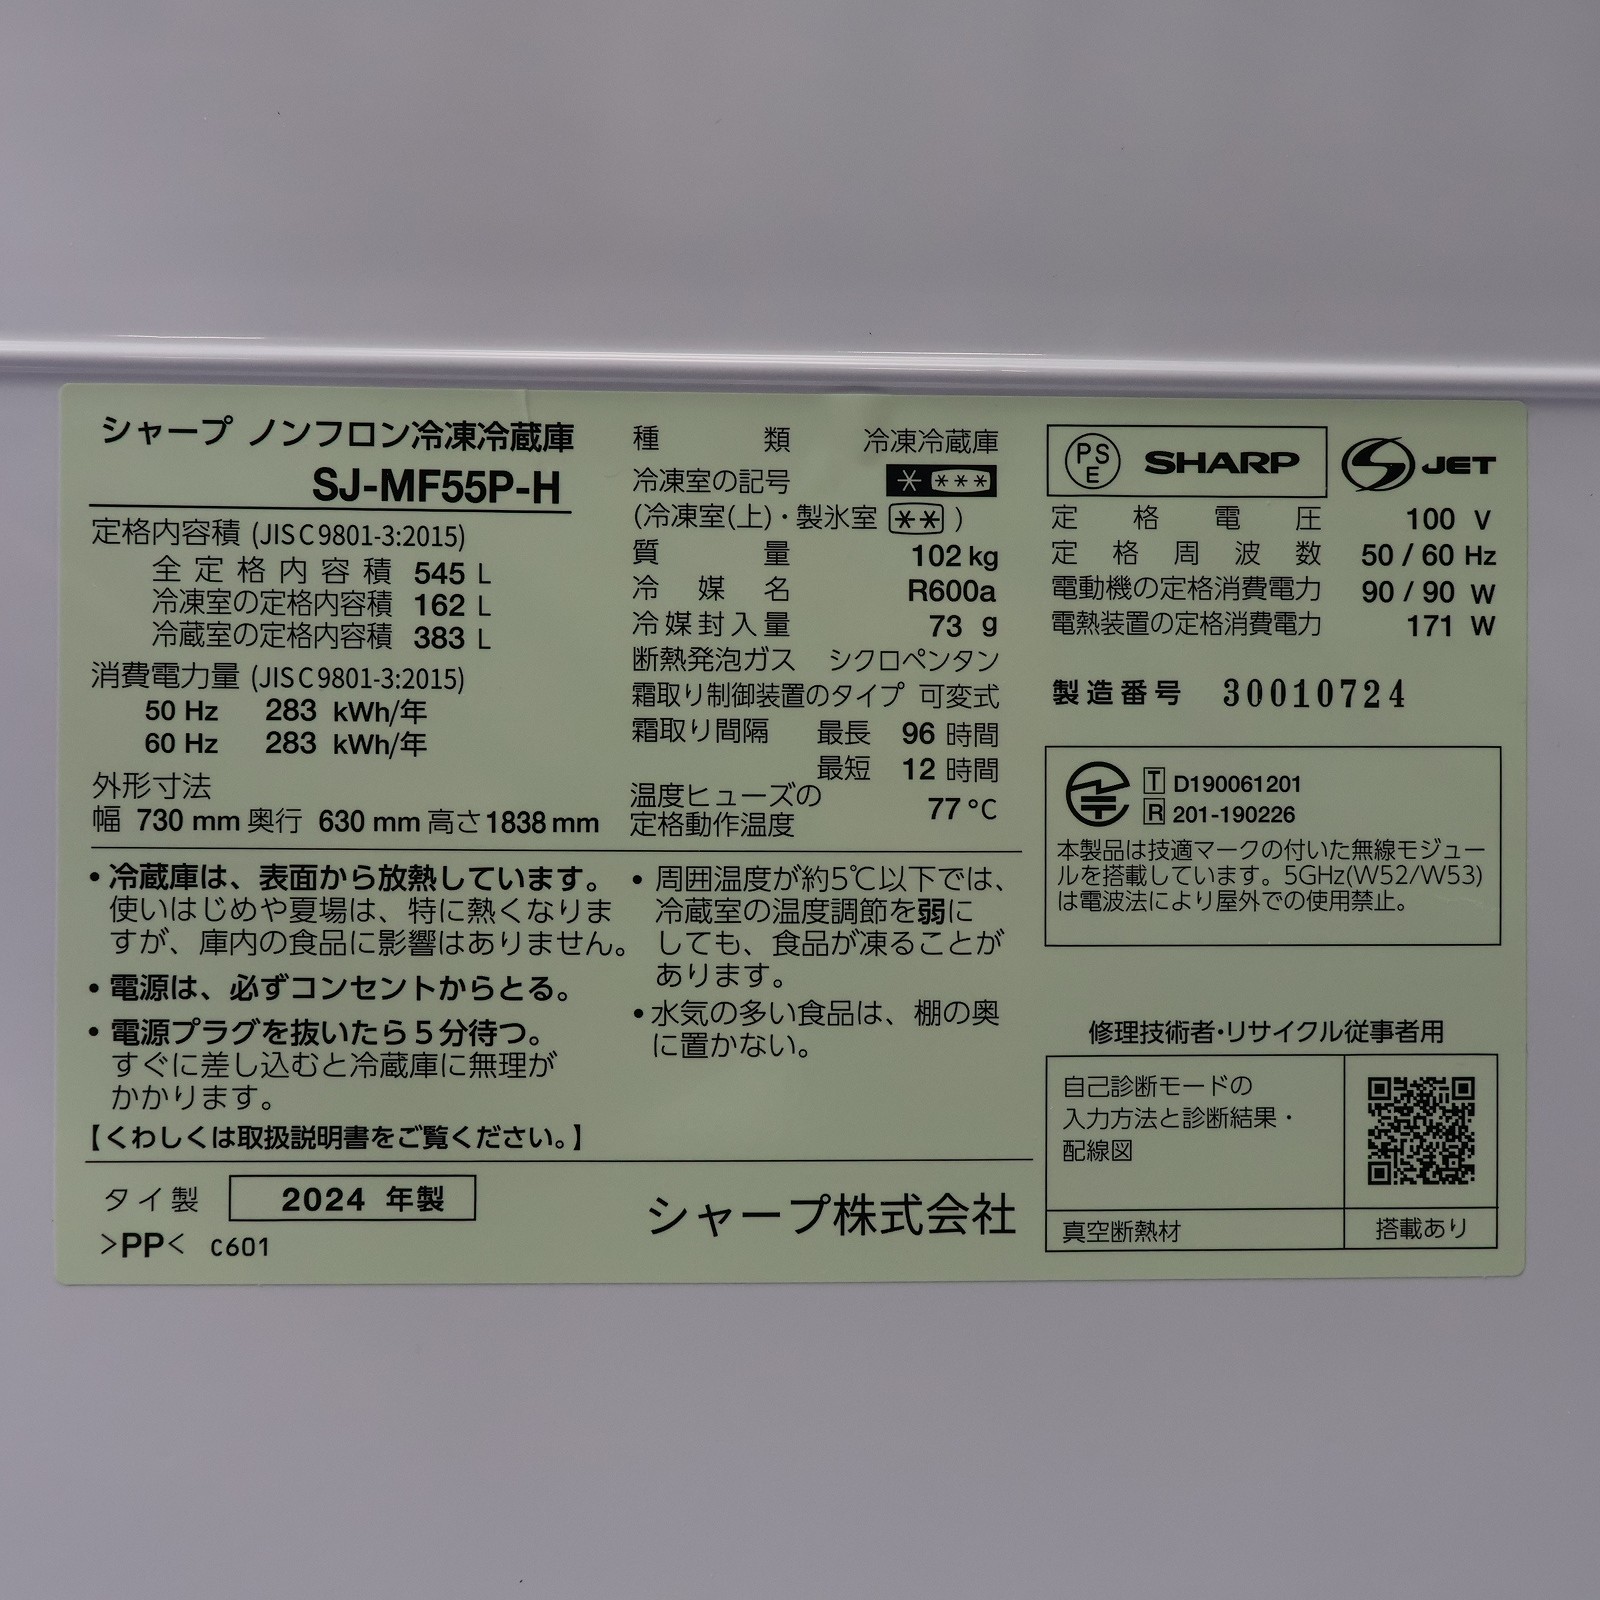 シャープ ノンフロン冷凍冷蔵庫
SJ-MF55P-H
定格内容積 (JIS C 9801-3:2015)
全定格内容積 545 L
冷凍室の定格内容積 162 L
冷蔵室の定格内容積 383 L
消費電力量 (JIS C 9801-3:2015)
50 Hz 283 kWh/年
60 Hz 283 kWh/年
外形寸法
幅 730 mm 奥行 630 mm 高さ 1838 mm
種類 冷凍冷蔵庫
冷凍室の記号 * ***
(冷凍室(上)・製氷室 ** )
質量 102 kg
冷媒名 R600a
冷媒封入量 73 g
断熱発泡ガス シクロペンタン
霜取り制御装置のタイプ 可変式
霜取り間隔 最長 96 時間
最短 12 時間
温度ヒューズの
定格動作温度 77 °C
PSE SHARP S JET
定格電圧 100 V
定格周波数 50 / 60 Hz
電動機の定格消費電力 90 / 90 W
電熱装置の定格消費電力 171 W
製造番号 30010724
T D190061201
R 201-190226
本製品は技適マークの付いた無線モジュー
ルを搭載しています。5GHz(W52/W53)
は電波法により屋外での使用禁止。
• 冷蔵庫は、表面から放熱しています。
使いはじめや夏場は、特に熱くなりま
すが、庫内の食品に影響はありません。
• 電源は、必ずコンセントからとる。
• 電源プラグを抜いたら5分待つ。
すぐに差し込むと冷蔵庫に無理が
かかります。
【くわしくは取扱説明書をご覧ください。】
• 周囲温度が約5℃以下では、
冷蔵室の温度調節を弱に
しても、食品が凍ることが
あります。
• 水気の多い食品は、棚の奥
に置かない。
修理技術者・リサイクル従事者用
自己診断モードの
入力方法と診断結果・
配線図
真空断熱材 搭載あり
タイ製 2024 年製
>PP< C601
シャープ株式会社